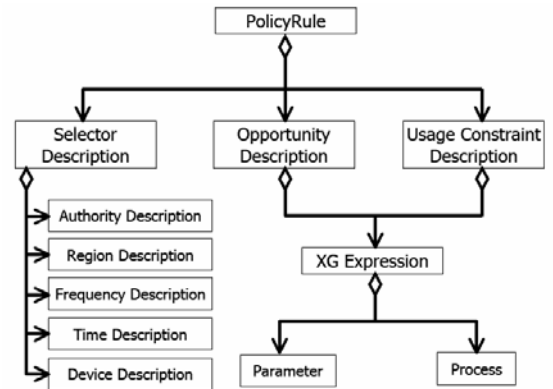 PolicyRule
Selector
Description
Opportunity
Description
Usage Constraint
Description
Authority Description
Region Description
Frequency Description
Time Description
Device Description
XG Expression
Parameter
Process